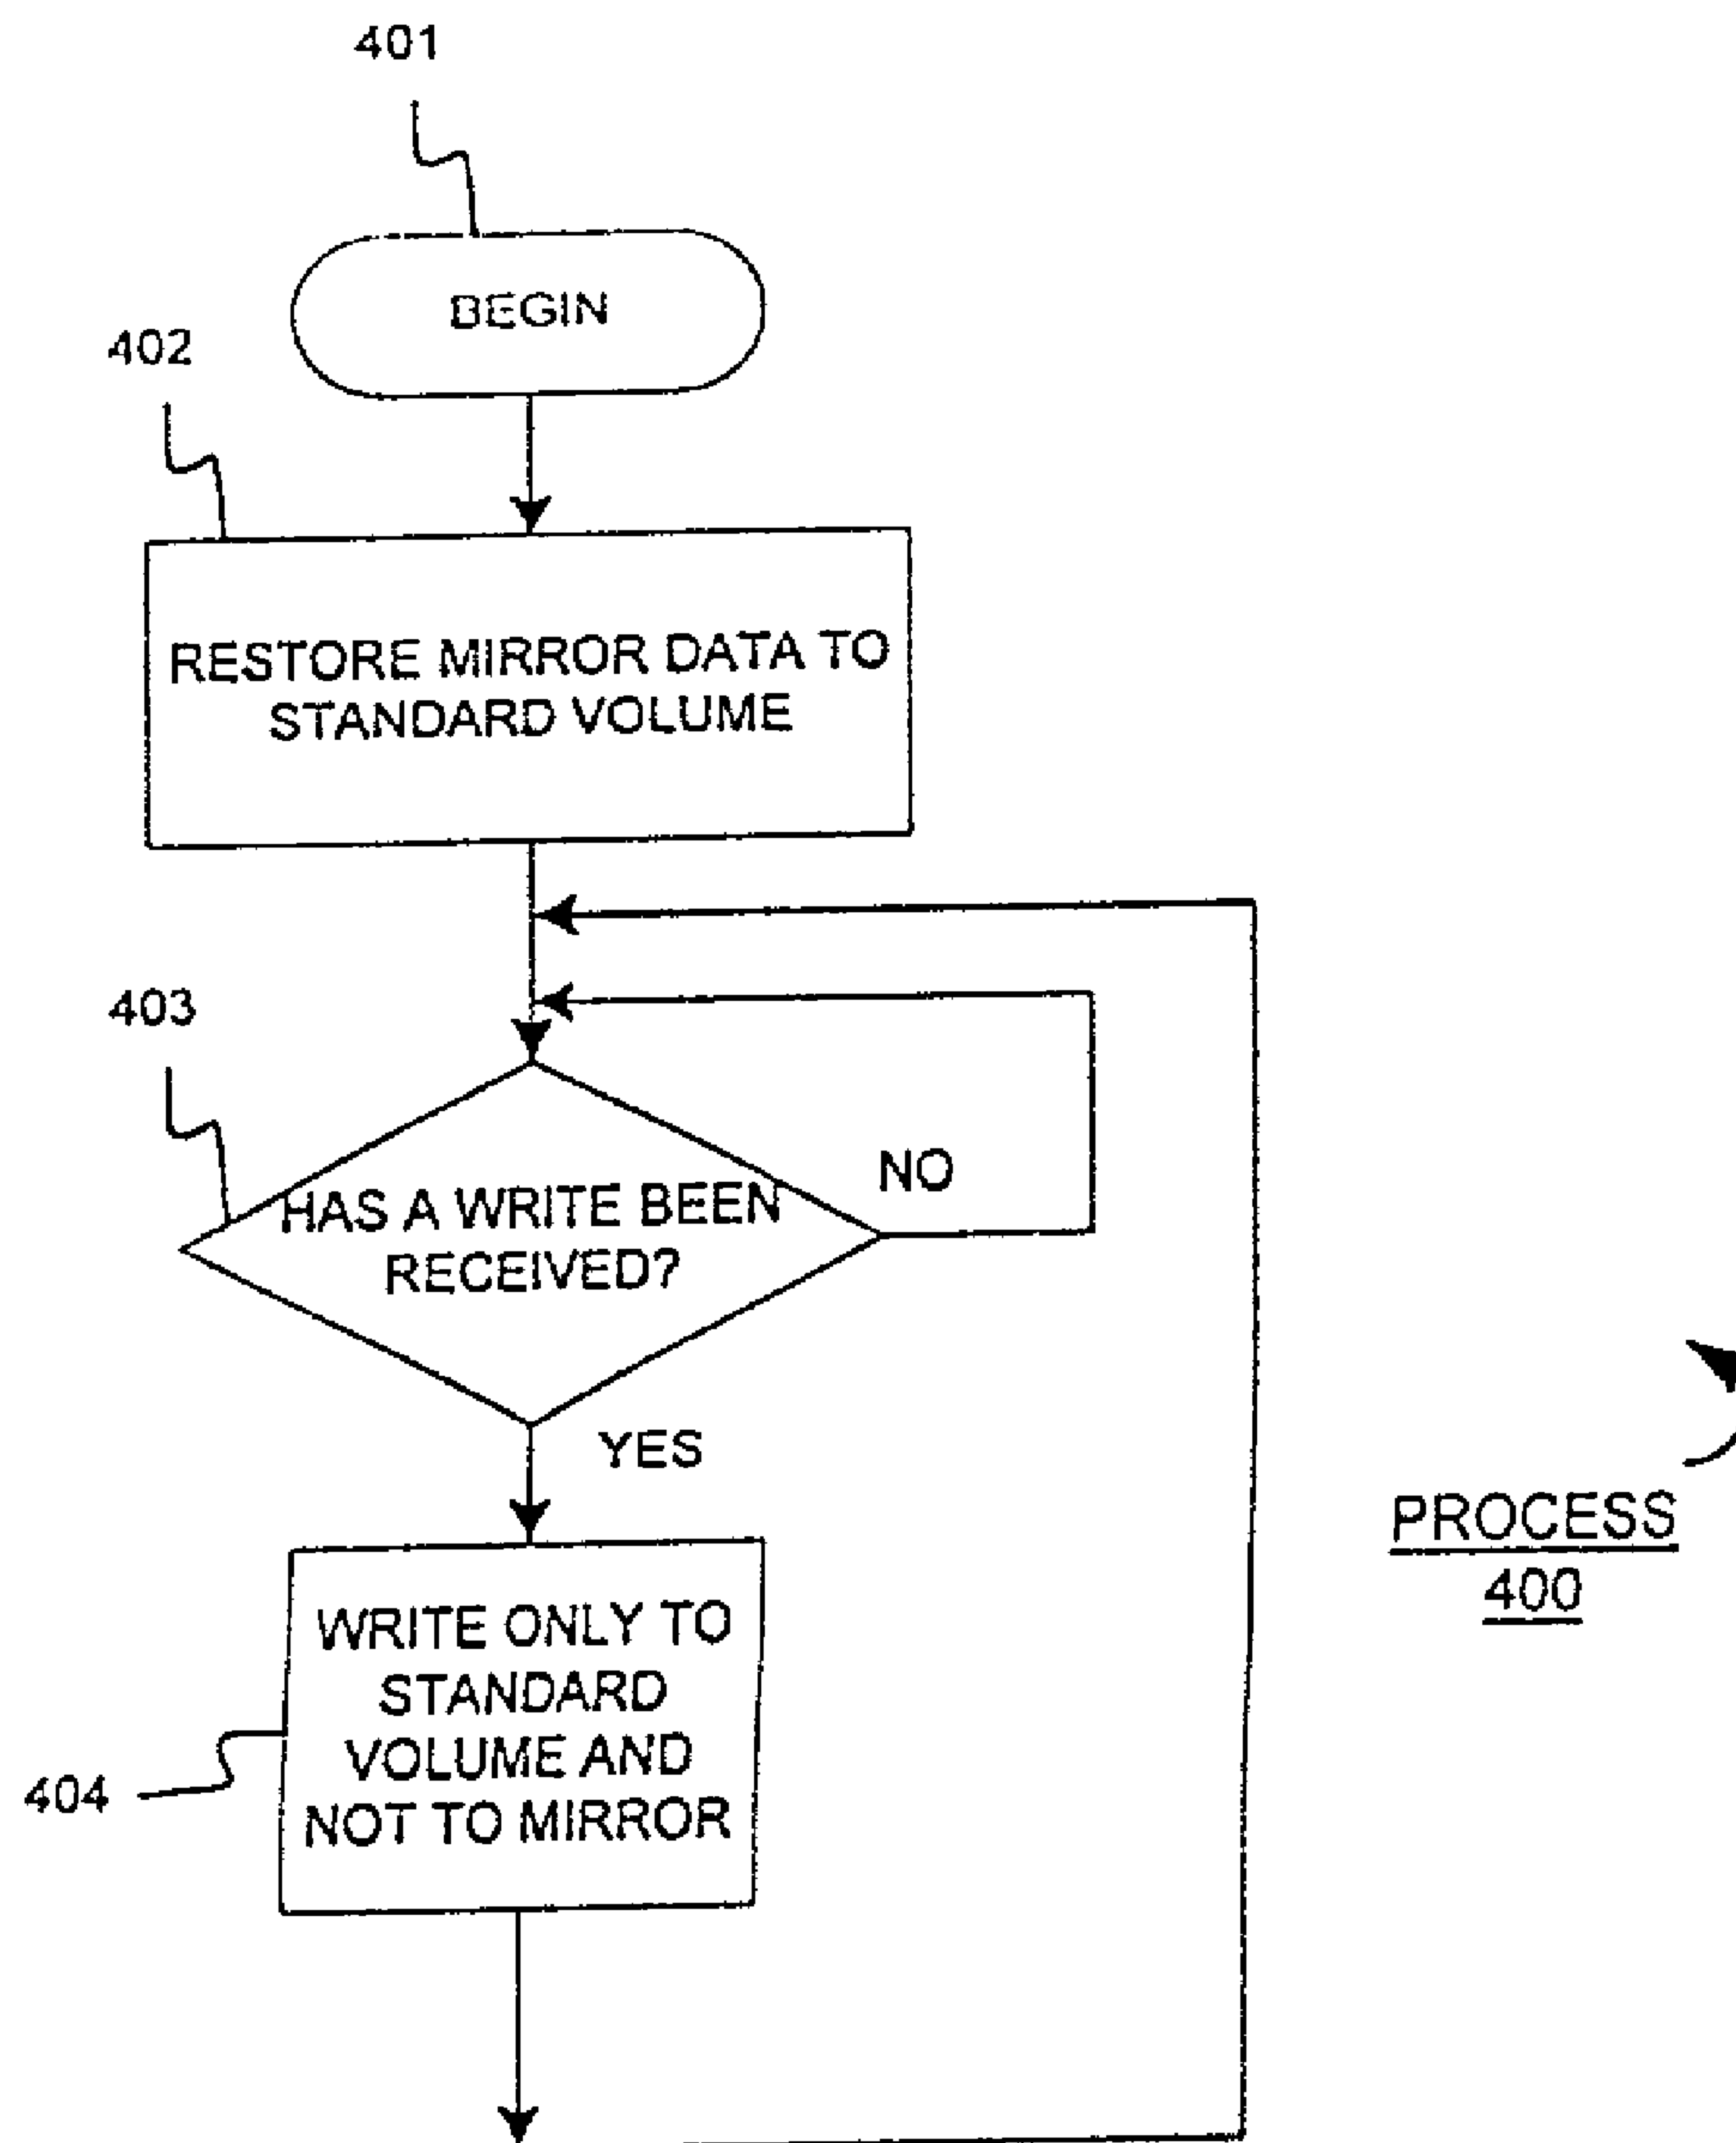 401
BEGIN
402
RESTORE MIRROR DATA TO
STANDARD VOLUME
403
HAS A WRITE BEEN
RECEIVED?
NO
YES
WRITE ONLY TO
STANDARD
VOLUME AND
NOT TO MIRROR
404
PROCESS
400